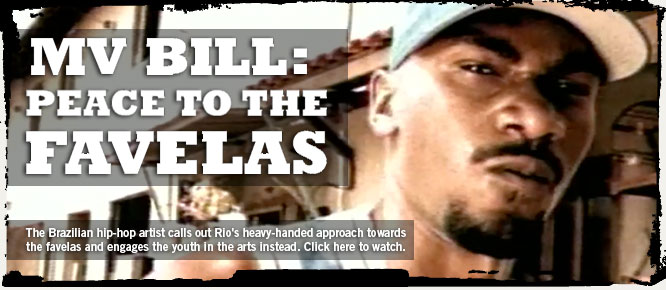 MV BILL:
PEACE TO THE
FAVELAS
The Brazilian hip-hop artist calls out Rio's heavy-handed approach towards
the favelas and engages the youth in the arts instead. Click here to watch.